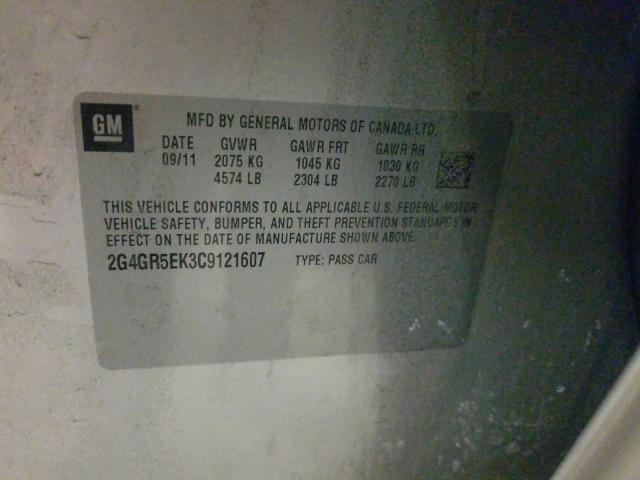 GM
MFD BY GENERAL MOTORS OF CANADA LTD.
DATE GVWR GAWR FRT GAWR RR
09/11 2075 KG 1045 KG 1030 KG
4574 LB 2304 LB 2270 LB
THIS VEHICLE CONFORMS TO ALL APPLICABLE U.S. FEDERAL MOTOR
VEHICLE SAFETY, BUMPER, AND THEFT PREVENTION STANDARDS IN
EFFECT ON THE DATE OF MANUFACTURE SHOWN ABOVE.
2G4GR5EK3C9121607 TYPE: PASS CAR